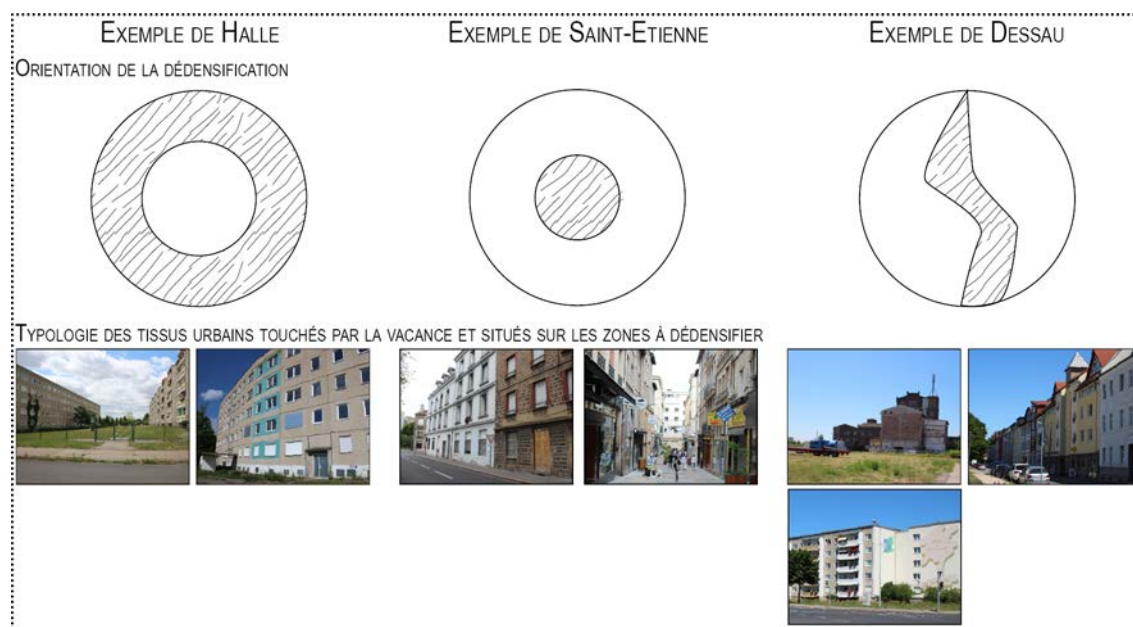 EXEMPLE DE HALLE
EXEMPLE DE SAINT-ETIENNE
EXEMPLE DE DESSAU
ORIENTATION DE LA DÉDENSIFICATION
TYPOLOGIE DES TISSUS URBAINS TOUCHÉS PAR LA VACANCE ET SITUÉS SUR LES ZONES À DÉDENSIFIER